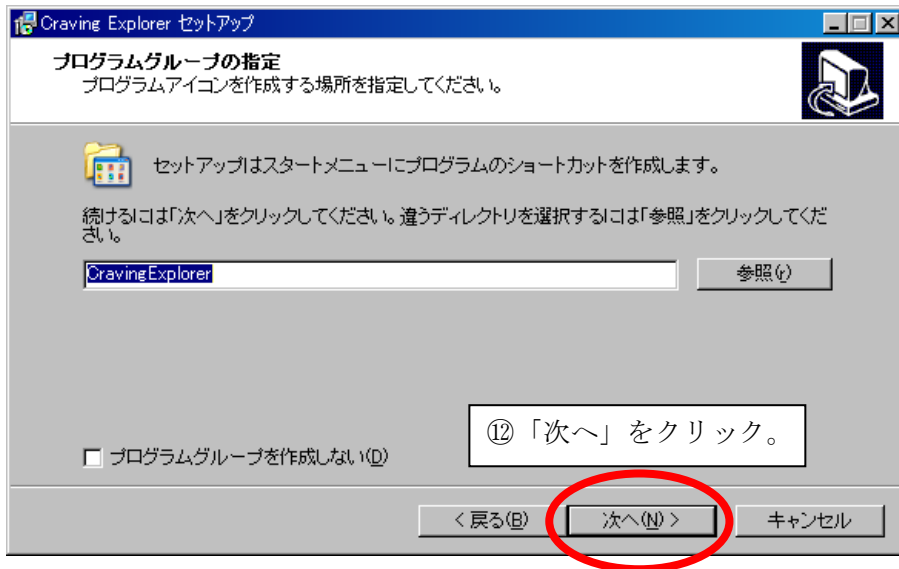 Craving Explorer セットアップ
プログラムグループの指定
プログラムアイコンを作成する場所を指定してください。
セットアップはスタートメニューにプログラムのショートカットを作成します。
続けるには「次へ」をクリックしてください。違うディレクトリを選択するには「参照」をクリックしてくだ
さい。
CravingExplorer
参照(r)
⑫「次へ」をクリック。
プログラムグループを作成しない(D)
< 戻る(B)
次へ(N) >
キャンセル